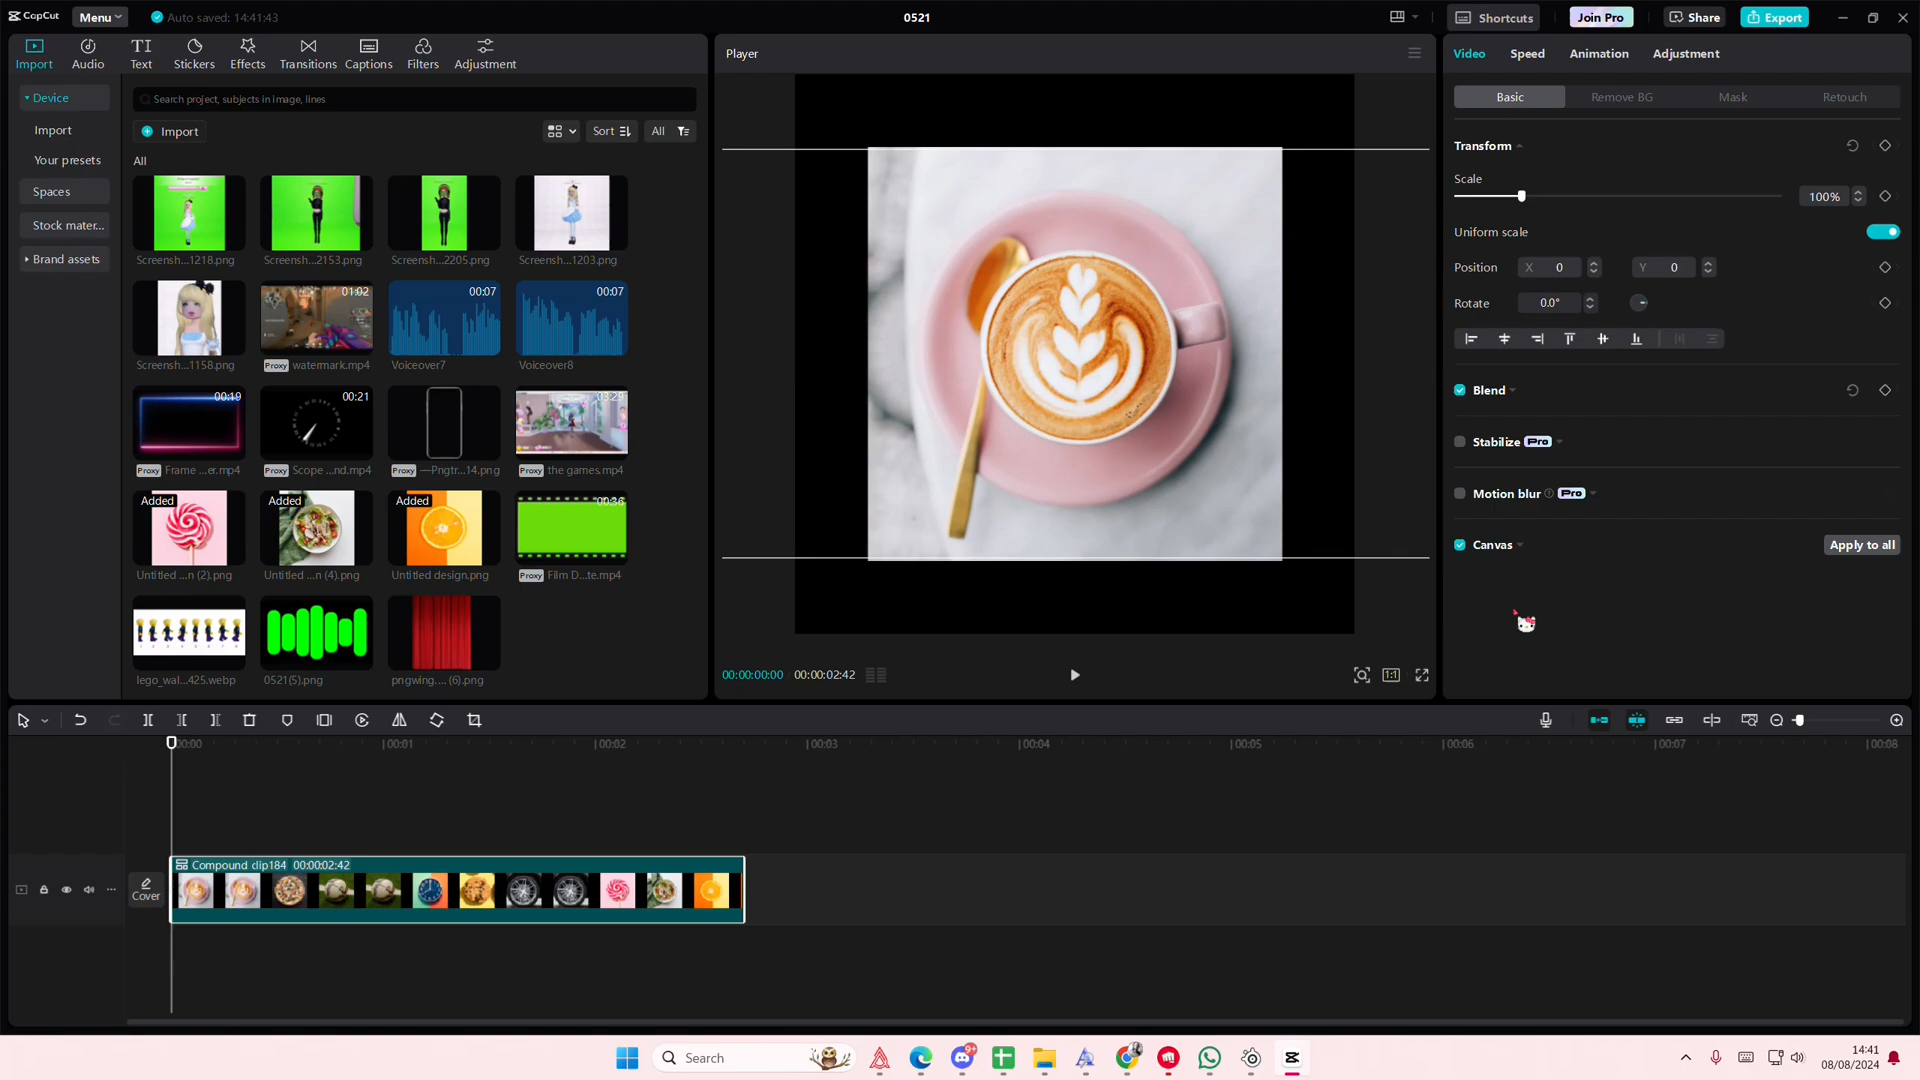 CapCut Menu Auto saved: 14:41:43 0521 Shortcuts Join Pro Share Export
Import Audio Text Stickers Effects Transitions Captions Filters Adjustment
Device
Import
Your presets
Spaces
Stock mater...
Brand assets
Search project, subjects in image, lines
Import Sort All
All
Screensh...1218.png Screensh...2153.png Screensh...2205.png Screensh...1203.png
01:02 00:07 00:07
Screensh...1158.png Proxy watermark.mp4 Voiceover7 Voiceover8
00:19 00:21 03:29
Proxy Frame ...er.mp4 Proxy Scope ...nd.mp4 Proxy —Pngtr...14.png Proxy the games.mp4
Added Added Added 00:36
Untitled ...n (2).png Untitled ...n (4).png Untitled design.png Proxy Film D...te.mp4
lego_wal...425.webp 0521(5).png pngwing.... (6).png
Player
00:00:00:00 / 00:00:02:42 1:1
Video Speed Animation Adjustment
Basic Remove BG Mask Retouch
Transform
Scale
100%
Uniform scale
Position X 0 Y 0
Rotate 0.0°
Blend
Stabilize Pro
Motion blur Pro
Canvas Apply to all
00:00 00:01 00:02 00:03 00:04 00:05 00:06 00:07 00:08
Compound clip184 00:00:02:42
Cover
Search 9+
14:41
08/08/2024